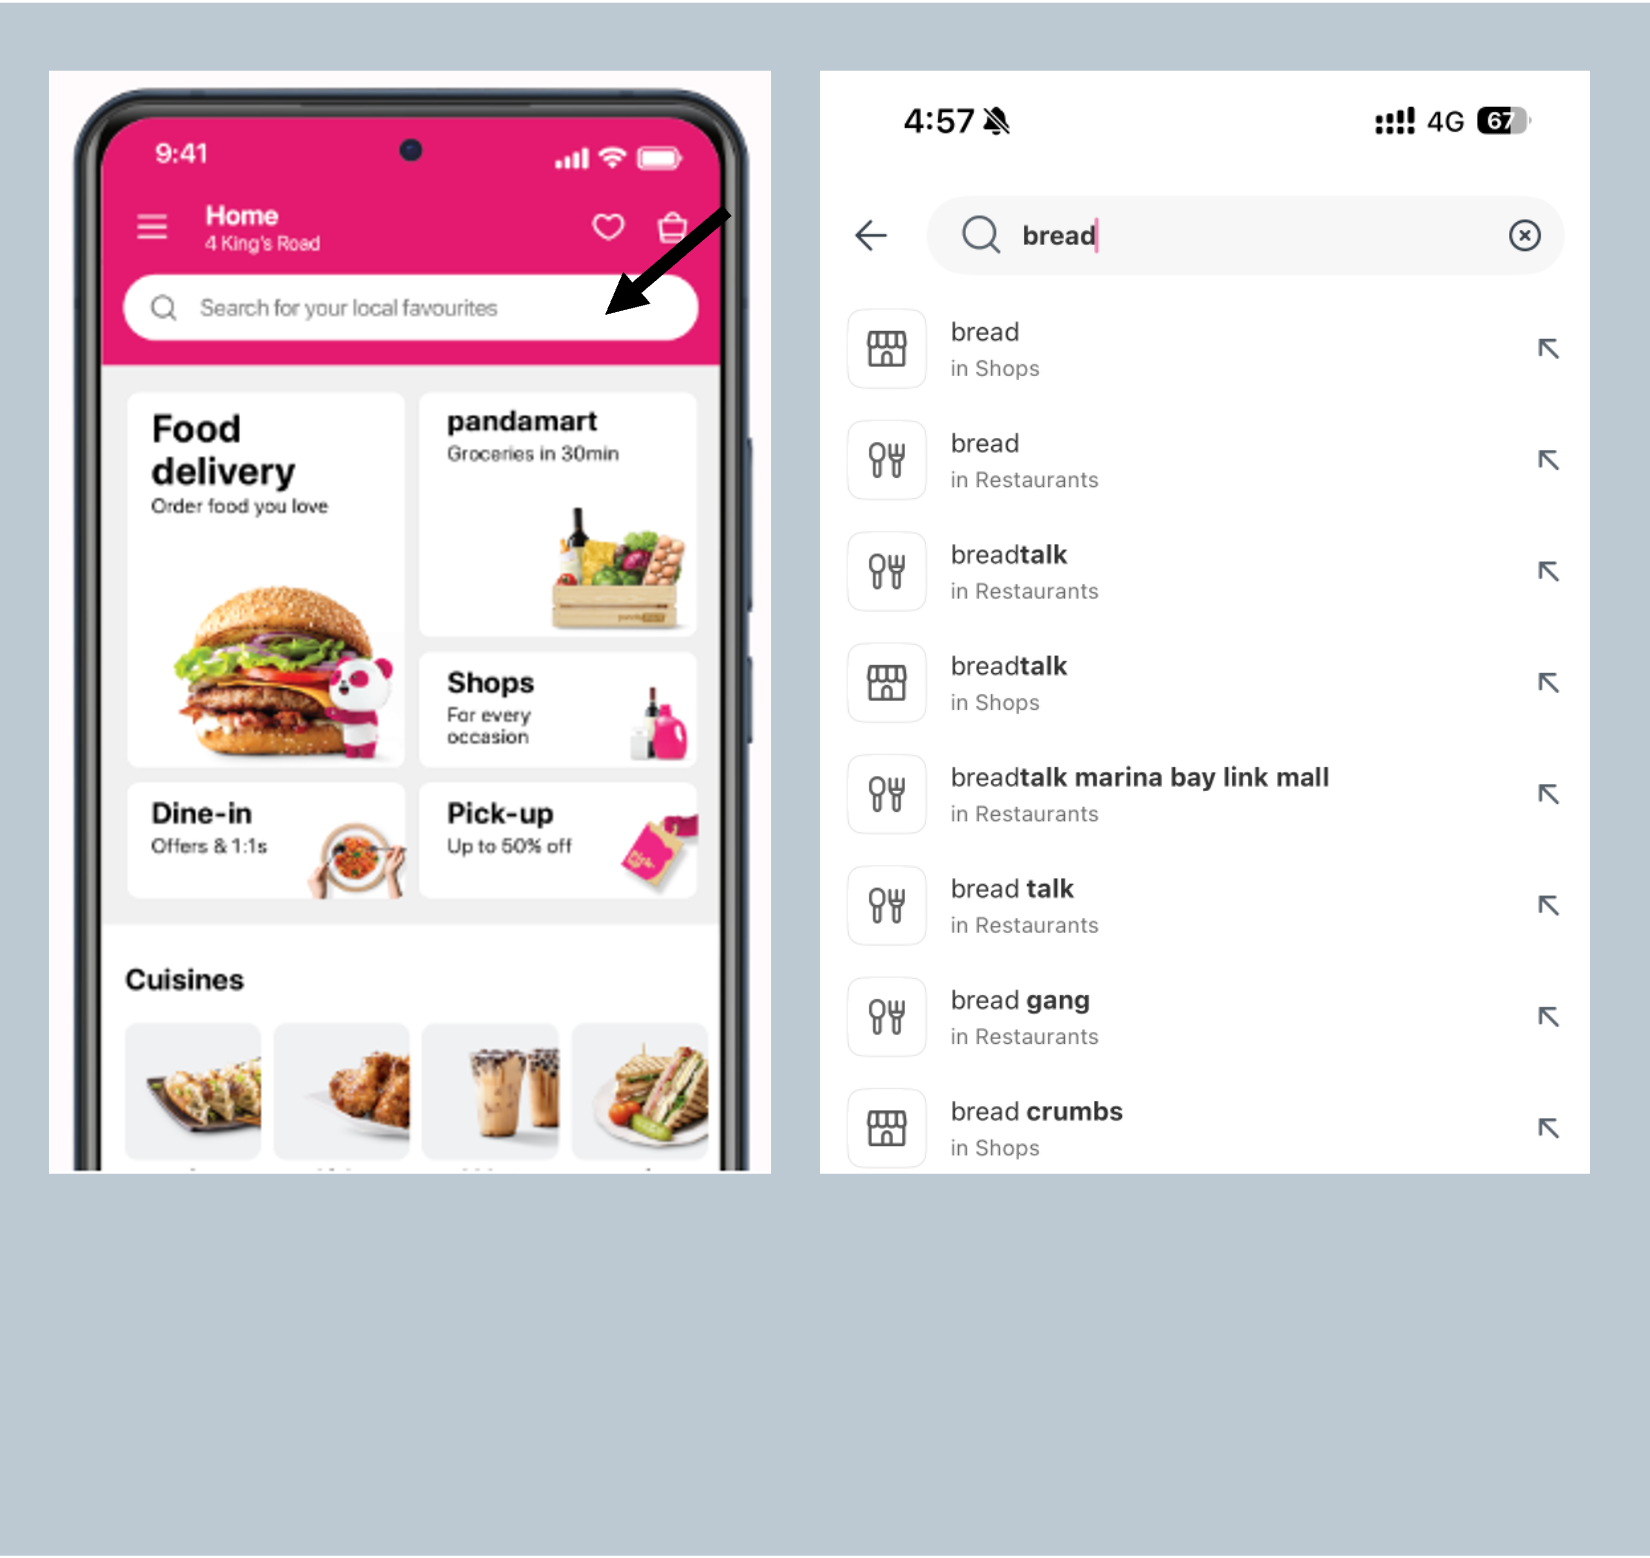 9:41
Home
4 King's Road
Search for your local favourites
Food
delivery
Order food you love
pandamart
Groceries in 30min
Shops
For every
occasion
Dine-in
Offers & 1:1s
Pick-up
Up to 50% off
Cuisines
4:57
4G
67
bread
bread
in Shops
bread
in Restaurants
breadtalk
in Restaurants
breadtalk
in Shops
breadtalk marina bay link mall
in Restaurants
bread talk
in Restaurants
bread gang
in Restaurants
bread crumbs
in Shops